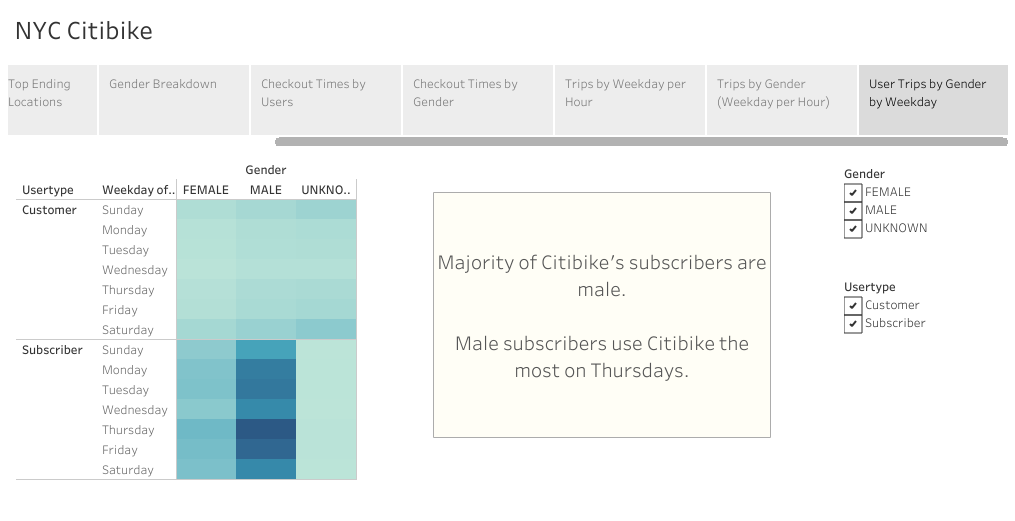 NYC Citibike
Top Ending
Locations
Gender Breakdown
Checkout Times by
Users
Checkout Times by
Gender
Trips by Weekday per
Hour
Trips by Gender
(Weekday per Hour)
User Trips by Gender
by Weekday
Gender
Usertype Weekday of.. FEMALE MALE UNKNO..
Customer Sunday
Monday
Tuesday
Wednesday
Thursday
Friday
Saturday
Subscriber Sunday
Monday
Tuesday
Wednesday
Thursday
Friday
Saturday
Majority of Citibike's subscribers are
male.
Male subscribers use Citibike the
most on Thursdays.
Gender
FEMALE
MALE
UNKNOWN
Usertype
Customer
Subscriber